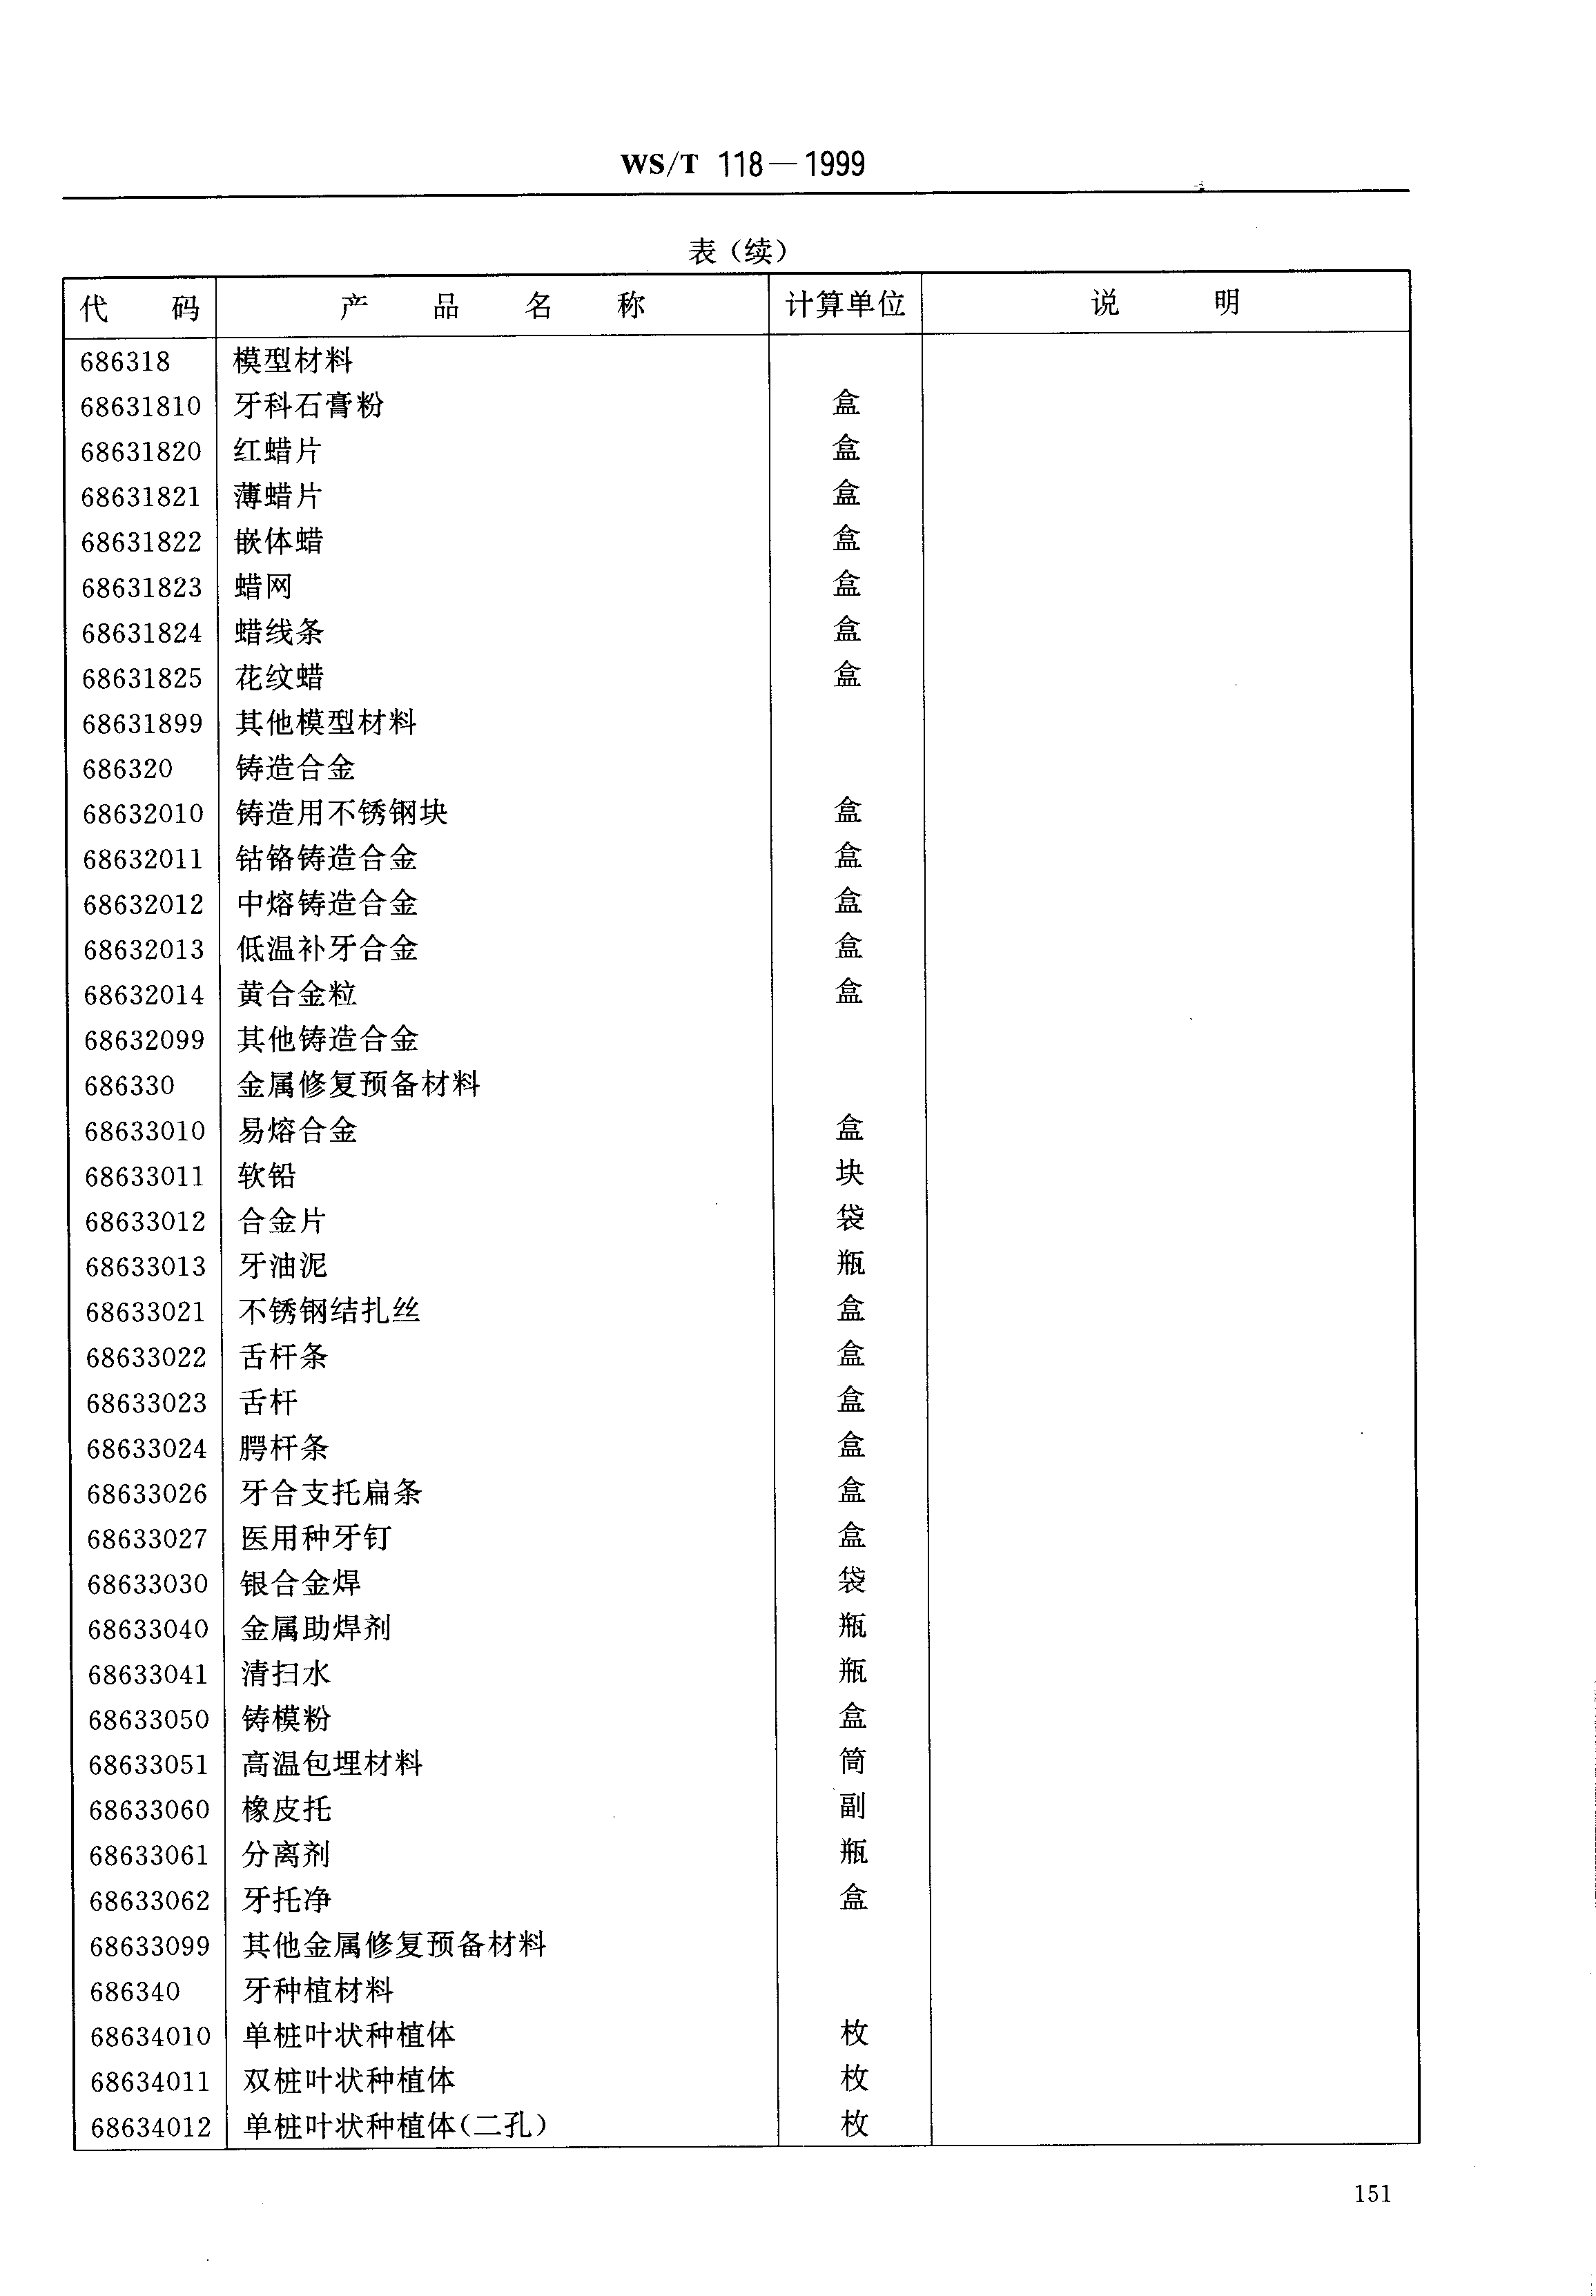 WS/T 118—1999
表（续）
代 码 产 品 名 称 计算单位 说 明
686318 模型材料
68631810 牙科石膏粉 盒
68631820 红蜡片 盒
68631821 薄蜡片 盒
68631822 嵌体蜡 盒
68631823 蜡网 盒
68631824 蜡线条 盒
68631825 花纹蜡 盒
68631899 其他模型材料
686320 铸造合金
68632010 铸造用不锈钢块 盒
68632011 钴铬铸造合金 盒
68632012 中熔铸造合金 盒
68632013 低温补牙合金 盒
68632014 黄合金粒 盒
68632099 其他铸造合金
686330 金属修复预备材料
68633010 易熔合金 盒
68633011 软铅 块
68633012 合金片 袋
68633013 牙油泥 瓶
68633021 不锈钢结扎丝 盒
68633022 舌杆条 盒
68633023 舌杆 盒
68633024 腭杆条 盒
68633026 牙合支托扁条 盒
68633027 医用种牙钉 盒
68633030 银合金焊 袋
68633040 金属助焊剂 瓶
68633041 清扫水 瓶
68633050 铸模粉 盒
68633051 高温包埋材料 筒
68633060 橡皮托 副
68633061 分离剂 瓶
68633062 牙托净 盒
68633099 其他金属修复预备材料
686340 牙种植材料
68634010 单桩叶状种植体 枚
68634011 双桩叶状种植体 枚
68634012 单桩叶状种植体（二孔） 枚
151